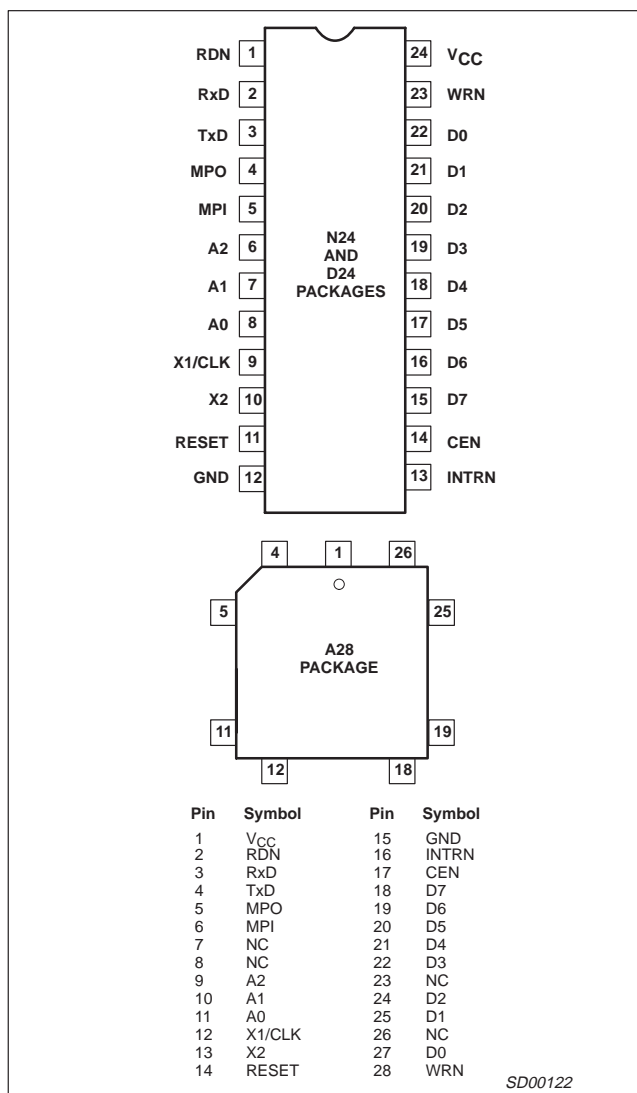 RDN 1 24 VCC
RxD 2 23 WRN
TxD 3 22 D0
MPO 4 21 D1
MPI 5 20 D2
A2 6 19 D3
A1 7 18 D4
A0 8 17 D5
X1/CLK 9 16 D6
X2 10 15 D7
RESET 11 14 CEN
GND 12 13 INTRN
N24
AND
D24
PACKAGES
4 1 26
5 25
A28
PACKAGE
11 19
12 18
Pin Symbol Pin Symbol
1 VCC 15 GND
2 RDN 16 INTRN
3 RxD 17 CEN
4 TxD 18 D7
5 MPO 19 D6
6 MPI 20 D5
7 NC 21 D4
8 NC 22 D3
9 A2 23 NC
10 A1 24 D2
11 A0 25 D1
12 X1/CLK 26 NC
13 X2 27 D0
14 RESET 28 WRN
SD00122